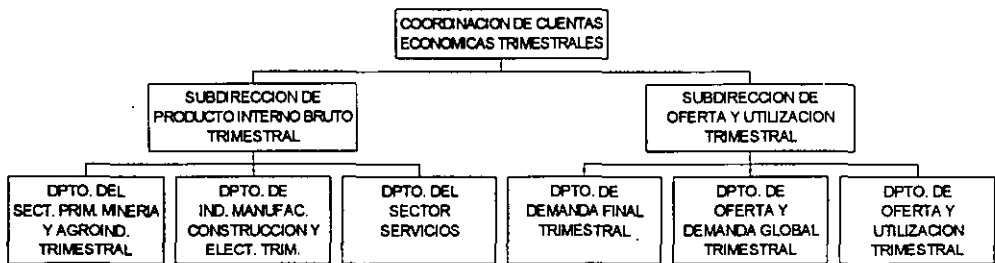 COORDINACION DE CUENTAS
ECONOMICAS TRIMESTRALES
SUBDIRECCION DE
PRODUCTO INTERNO BRUTO
TRIMESTRAL
SUBDIRECCION DE
OFERTA Y UTILIZACION
TRIMESTRAL
DPTO. DEL
SECT. PRIM. MINERIA
Y AGROIND.
TRIMESTRAL
DPTO. DE
IND. MANUFAC.
CONSTRUCCION Y
ELECT. TRIM.
DPTO. DEL
SECTOR
SERVICIOS
DPTO. DE
DEMANDA FINAL
TRIMESTRAL
DPTO. DE
OFERTA Y
DEMANDA GLOBAL
TRIMESTRAL
DPTO. DE
OFERTA Y
UTILIZACION
TRIMESTRAL